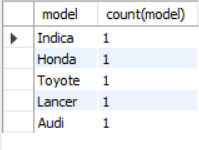 model count(model)
Indica 1
Honda 1
Toyote 1
Lancer 1
Audi 1